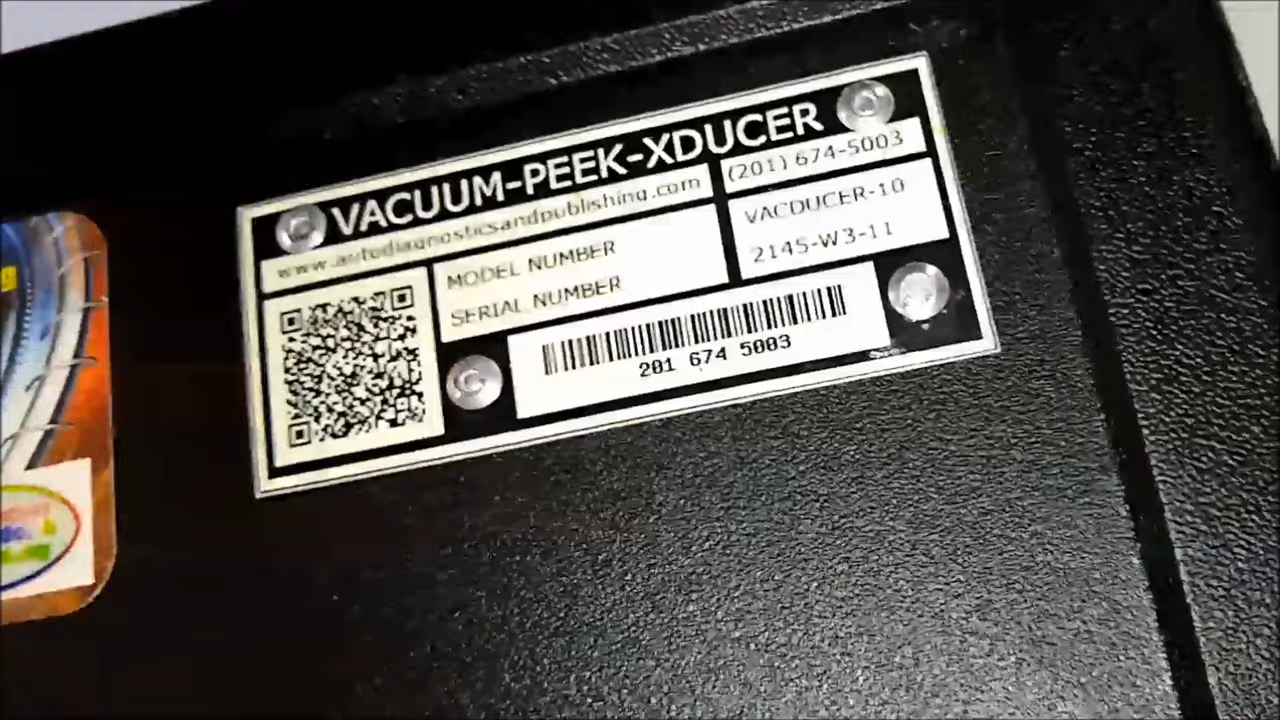 VACUUM-PEEK-XDUCER
www.autodiagnosticsandpublishing.com
(201) 674-5003
MODEL NUMBER
VACDUCER-10
SERIAL NUMBER
2145-W3-11
201 674 5003